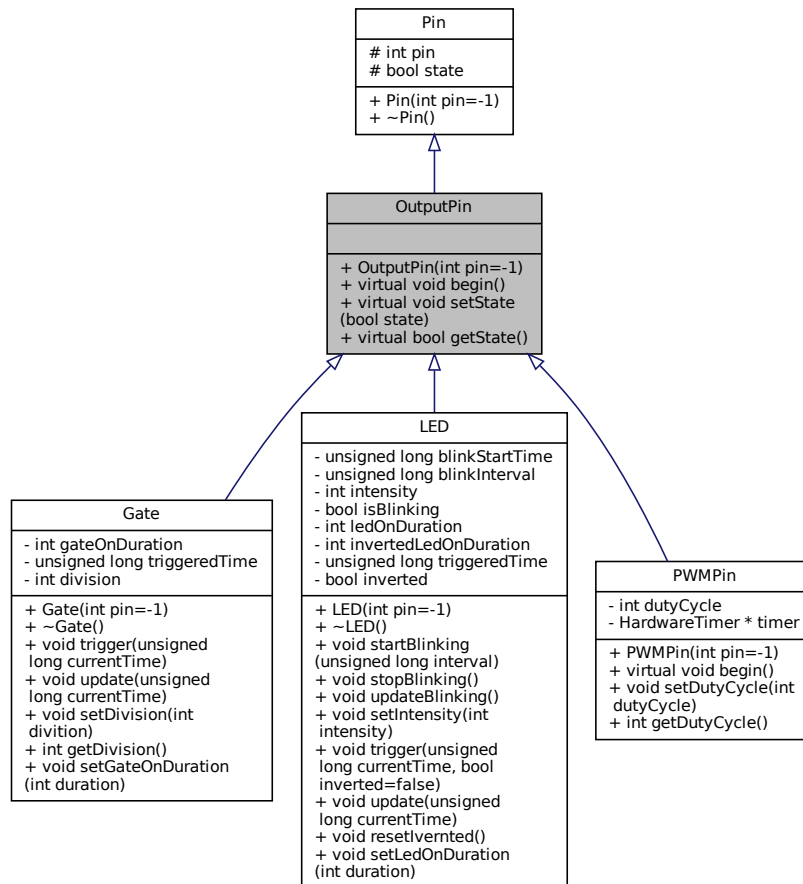 Pin
# int pin
# bool state
+ Pin(int pin=-1)
+ ~Pin()
OutputPin
+ OutputPin(int pin=-1)
+ virtual void begin()
+ virtual void setState
(bool state)
+ virtual bool getState()
Gate
- int gateOnDuration
- unsigned long triggeredTime
- int division
+ Gate(int pin=-1)
+ ~Gate()
+ void trigger(unsigned
long currentTime)
+ void update(unsigned
long currentTime)
+ void setDivision(int
divition)
+ int getDivision()
+ void setGateOnDuration
(int duration)
LED
- unsigned long blinkStartTime
- unsigned long blinkInterval
- int intensity
- bool isBlinking
- int ledOnDuration
- int invertedLedOnDuration
- unsigned long triggeredTime
- bool inverted
+ LED(int pin=-1)
+ ~LED()
+ void startBlinking
(unsigned long interval)
+ void stopBlinking()
+ void updateBlinking()
+ void setIntensity(int
intensity)
+ void trigger(unsigned
long currentTime, bool
inverted=false)
+ void update(unsigned
long currentTime)
+ void resetIvernted()
+ void setLedOnDuration
(int duration)
PWMPin
- int dutyCycle
- HardwareTimer * timer
+ PWMPin(int pin=-1)
+ virtual void begin()
+ void setDutyCycle(int
dutyCycle)
+ int getDutyCycle()